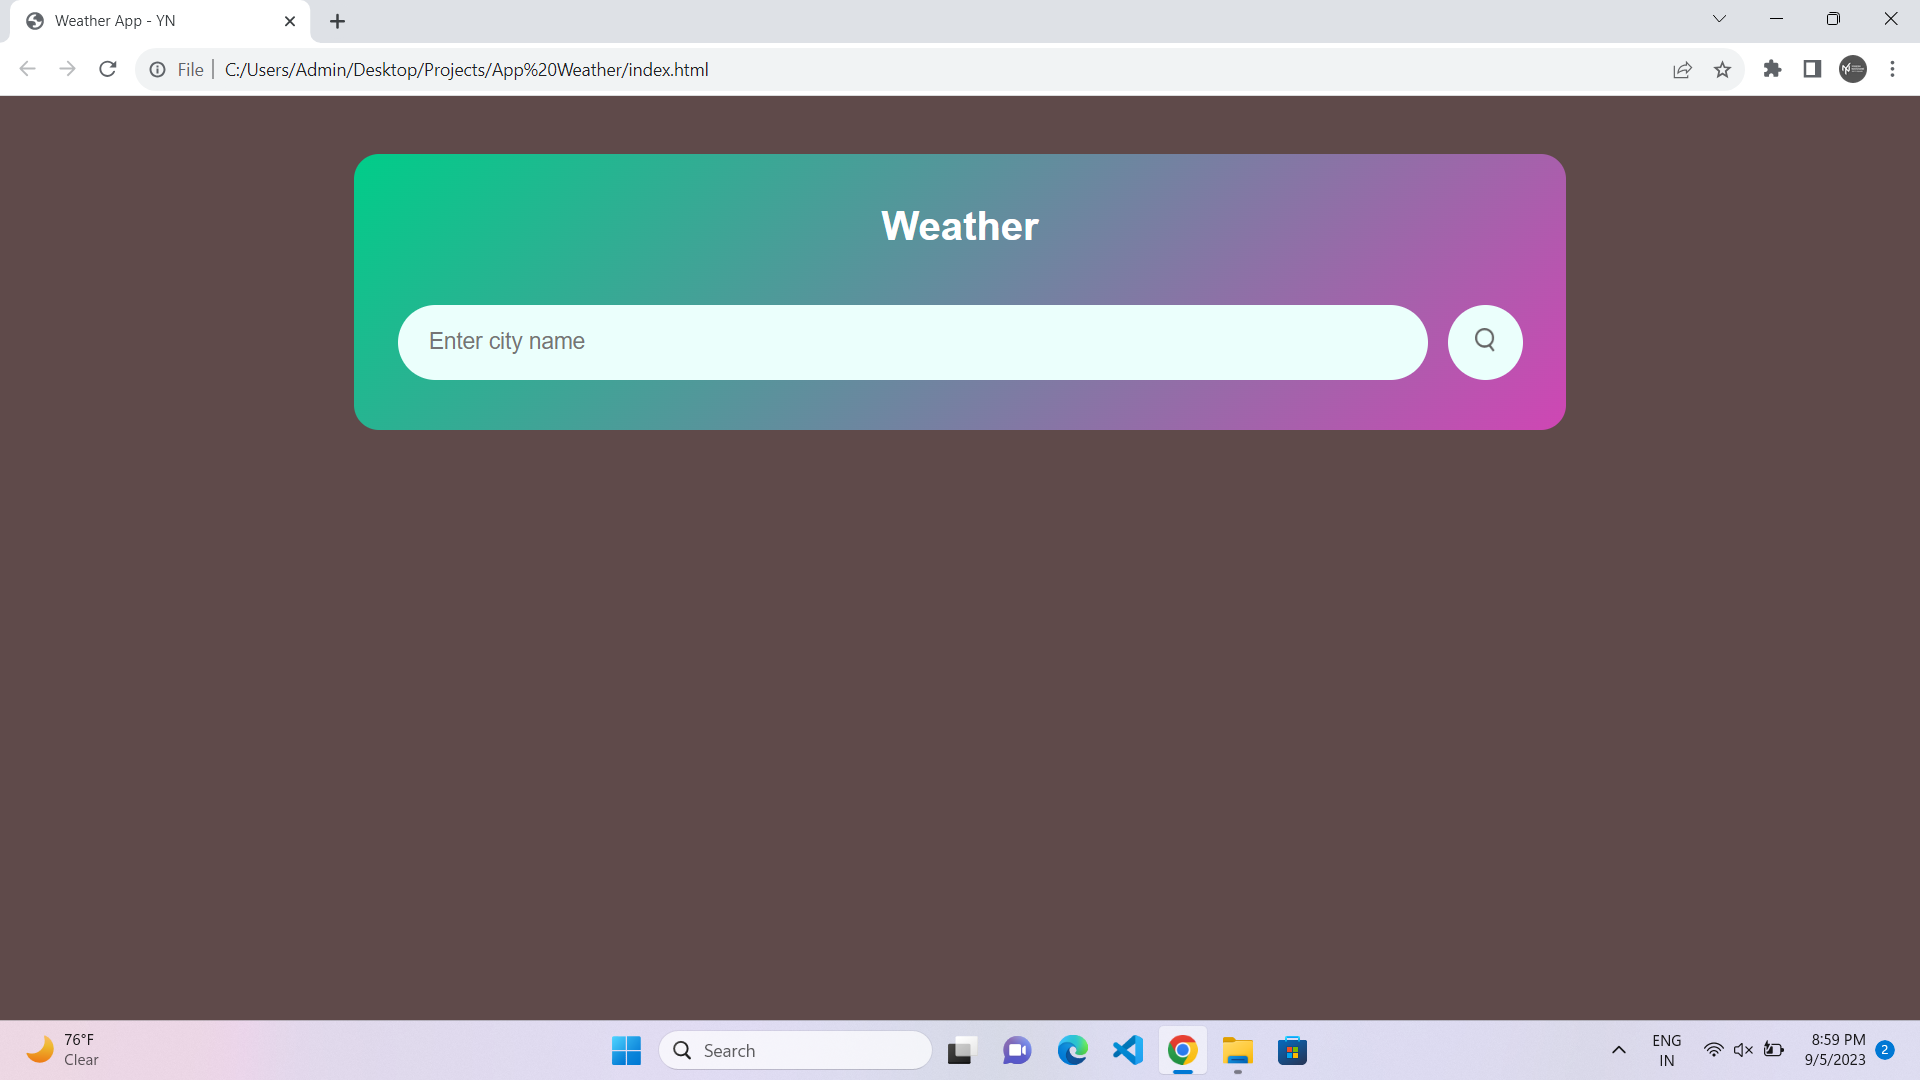 Weather App - YN
File
C:/Users/Admin/Desktop/Projects/App%20Weather/index.html
Weather
Enter city name
76°F
Clear
Search
ENG
IN
8:59 PM
9/5/2023
2